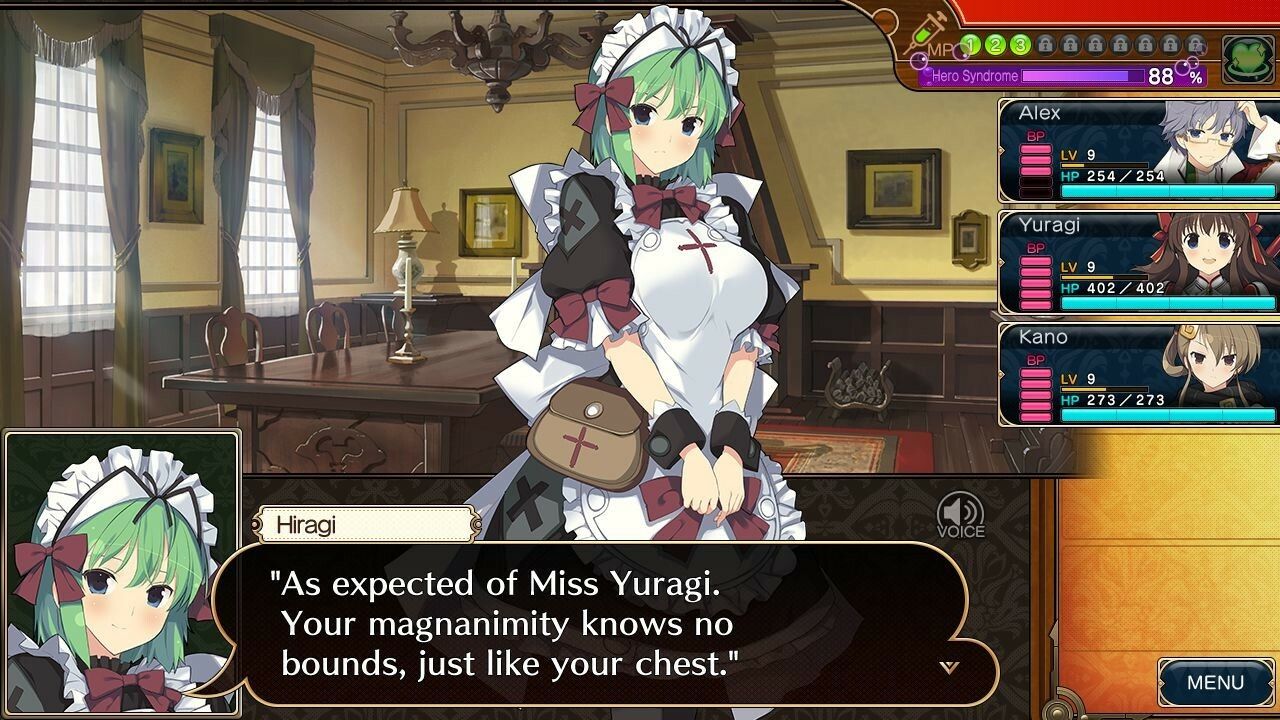 MP 1 2 3
Hero Syndrome 88 %
Alex
BP
LV 9
HP 254/254
Yuragi
BP
LV 9
HP 402/402
Kano
BP
LV 9
HP 273/273
Hiragi
VOICE
"As expected of Miss Yuragi.
Your magnanimity knows no
bounds, just like your chest."
MENU